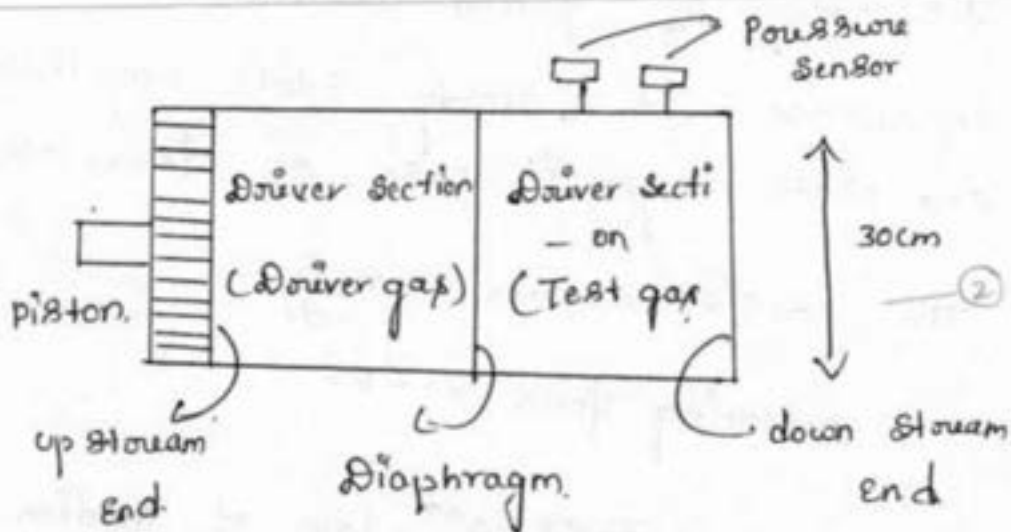 Pressure
Sensor
Driver section
(Driver gas)
Driver secti
- on
(Test gas
30cm
2
piston.
up stream
End.
Diaphragm.
down stream
End